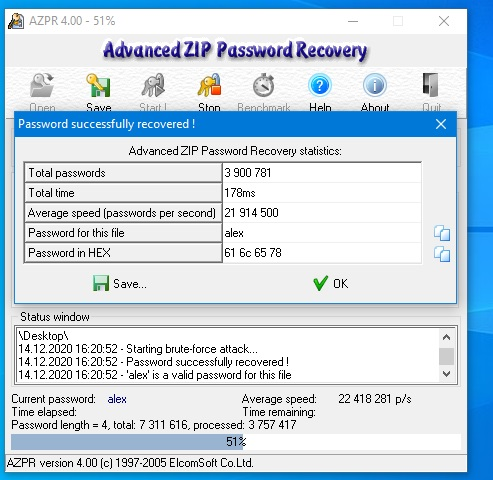 AZPR 4.00 - 51%
Advanced ZIP Password Recovery
Open Save Start ! Stop Benchmark Help About Quit
Password successfully recovered !
Advanced ZIP Password Recovery statistics:
Total passwords 3 900 781
Total time 178ms
Average speed (passwords per second) 21 914 500
Password for this file alex
Password in HEX 61 6c 65 78
Save... OK
Status window
\Desktop\
14.12.2020 16:20:52 - Starting brute-force attack...
14.12.2020 16:20:52 - Password successfully recovered !
14.12.2020 16:20:52 - 'alex' is a valid password for this file
Current password: alex Average speed: 22 418 281 p/s
Time elapsed: Time remaining:
Password length = 4, total: 7 311 616, processed: 3 757 417
51%
AZPR version 4.00 (c) 1997-2005 ElcomSoft Co.Ltd.